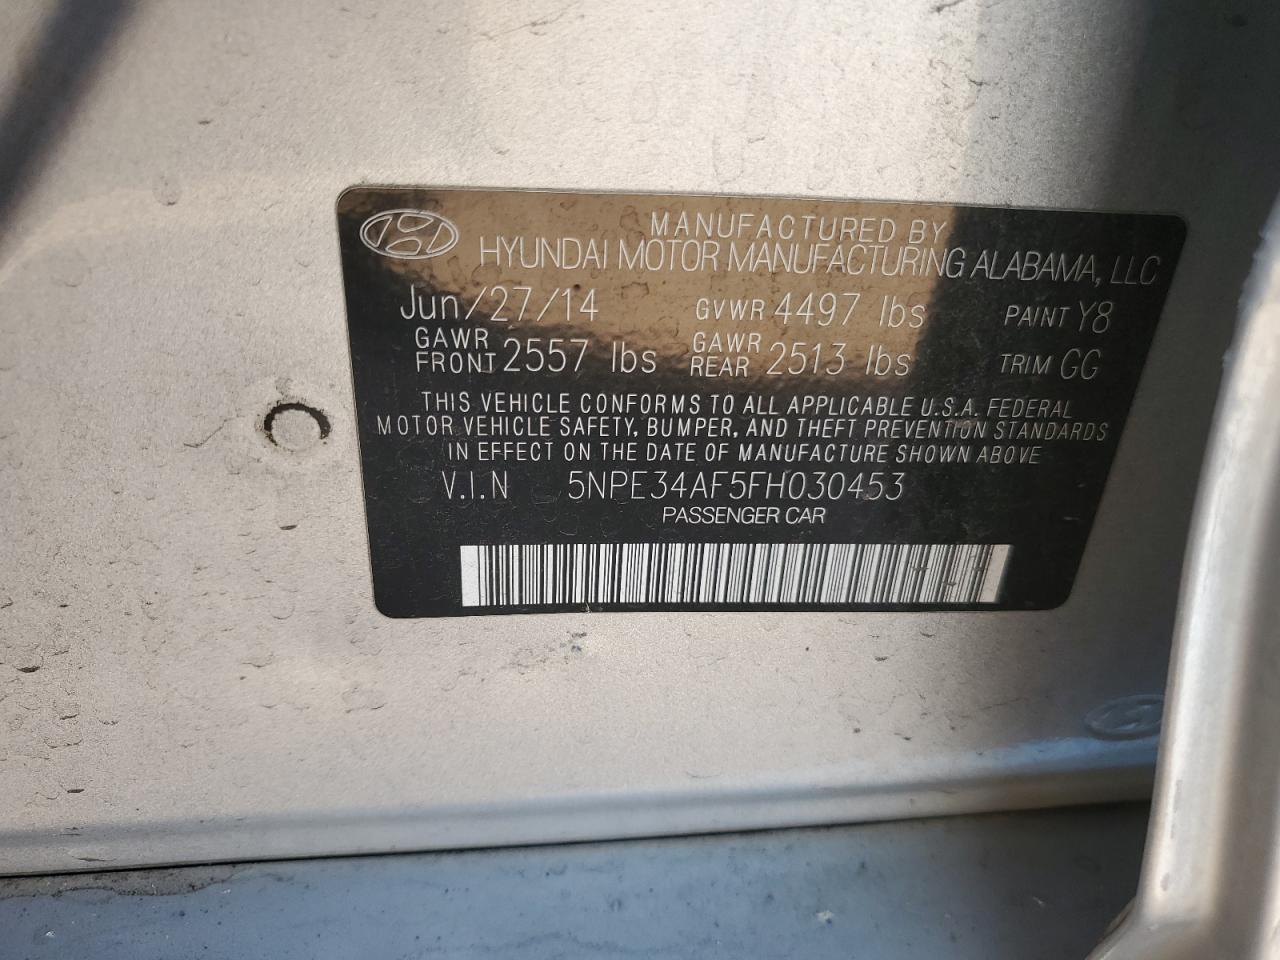 MANUFACTURED BY
HYUNDAI MOTOR MANUFACTURING ALABAMA, LLC
Jun/27/14 GVWR 4497 lbs PAINT Y8
GAWR FRONT 2557 lbs GAWR REAR 2513 lbs TRIM GG
THIS VEHICLE CONFORMS TO ALL APPLICABLE U.S.A. FEDERAL
MOTOR VEHICLE SAFETY, BUMPER, AND THEFT PREVENTION STANDARDS
IN EFFECT ON THE DATE OF MANUFACTURE SHOWN ABOVE
V.I.N 5NPE34AF5FH030453
PASSENGER CAR